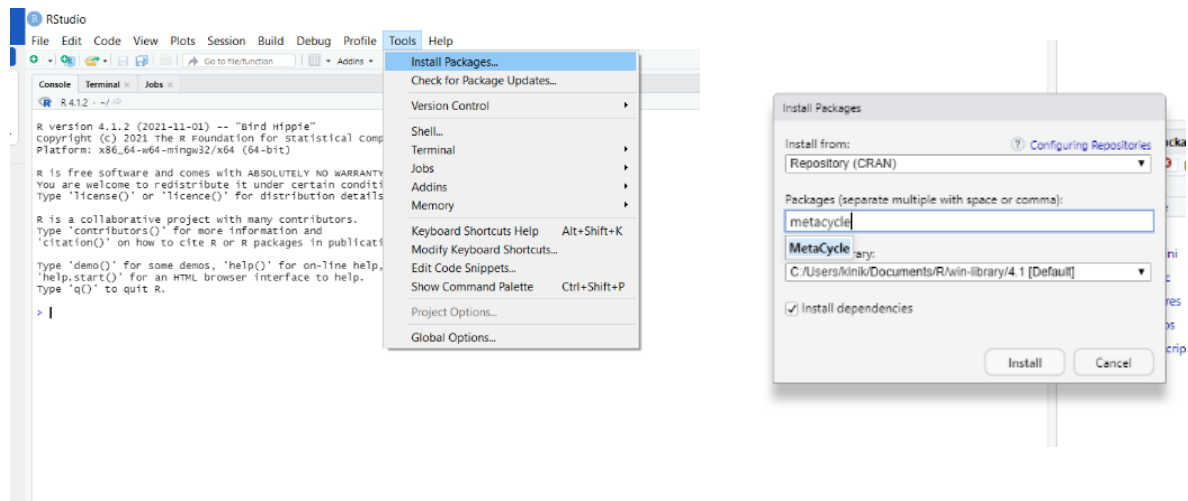 RStudio
File Edit Code View Plots Session Build Debug Profile Tools Help
Go to file/function Addins
Console Terminal × Jobs ×
R 4.1.2 · ~/
R version 4.1.2 (2021-11-01) -- "Bird Hippie"
Copyright (C) 2021 The R Foundation for Statistical Comp
Platform: x86_64-w64-mingw32/x64 (64-bit)
R is free software and comes with ABSOLUTELY NO WARRANTY
You are welcome to redistribute it under certain conditi
Type 'license()' or 'licence()' for distribution details
R is a collaborative project with many contributors.
Type 'contributors()' for more information and
'citation()' on how to cite R or R packages in publicati
Type 'demo()' for some demos, 'help()' for on-line help,
'help.start()' for an HTML browser interface to help.
Type 'q()' to quit R.
>
Install Packages...
Check for Package Updates...
Version Control
Shell...
Terminal
Jobs
Addins
Memory
Keyboard Shortcuts Help Alt+Shift+K
Modify Keyboard Shortcuts...
Edit Code Snippets...
Show Command Palette Ctrl+Shift+P
Project Options...
Global Options...
Install Packages
Install from: ? Configuring Repositories
Repository (CRAN)
Packages (separate multiple with space or comma):
metacycle
MetaCycle rary:
C:/Users/klnik/Documents/R/win-library/4.1 [Default]
Install dependencies
Install Cancel
icka
ni
res
crip